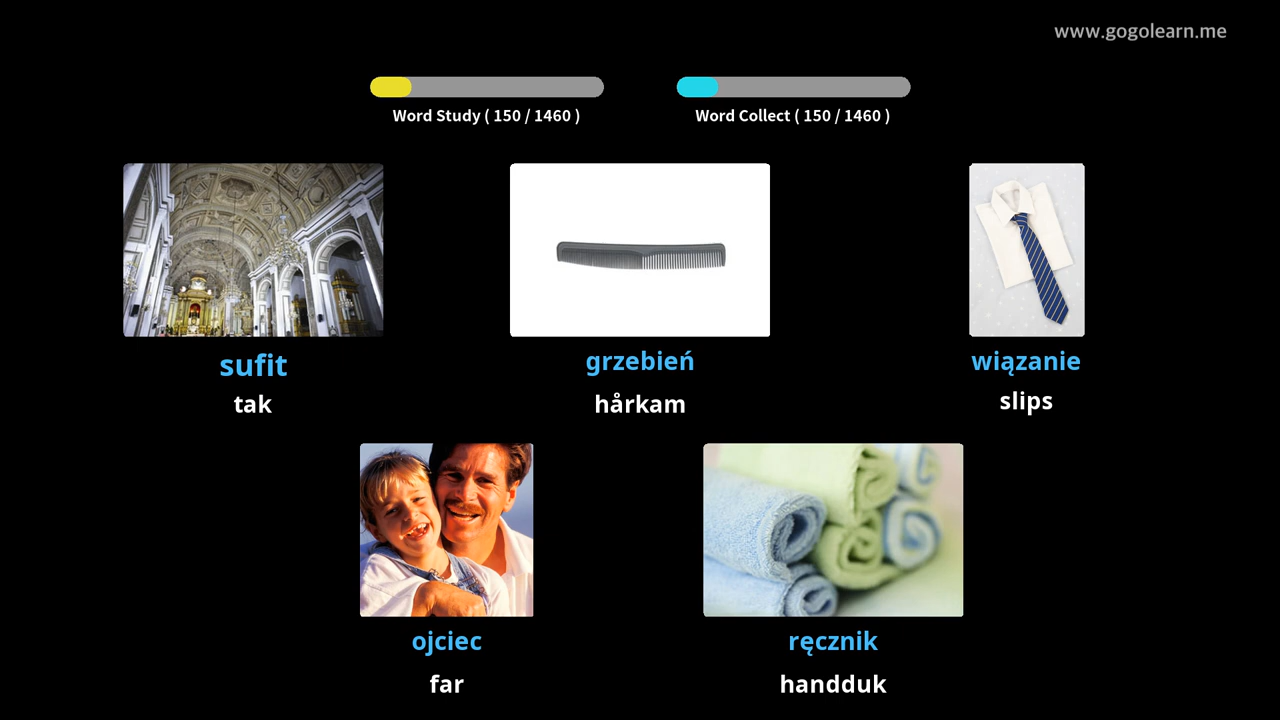 www.gogolearn.me
Word Study ( 150 / 1460 )
Word Collect ( 150 / 1460 )
sufit
tak
grzebień
hårkam
wiązanie
slips
ojciec
far
ręcznik
handduk